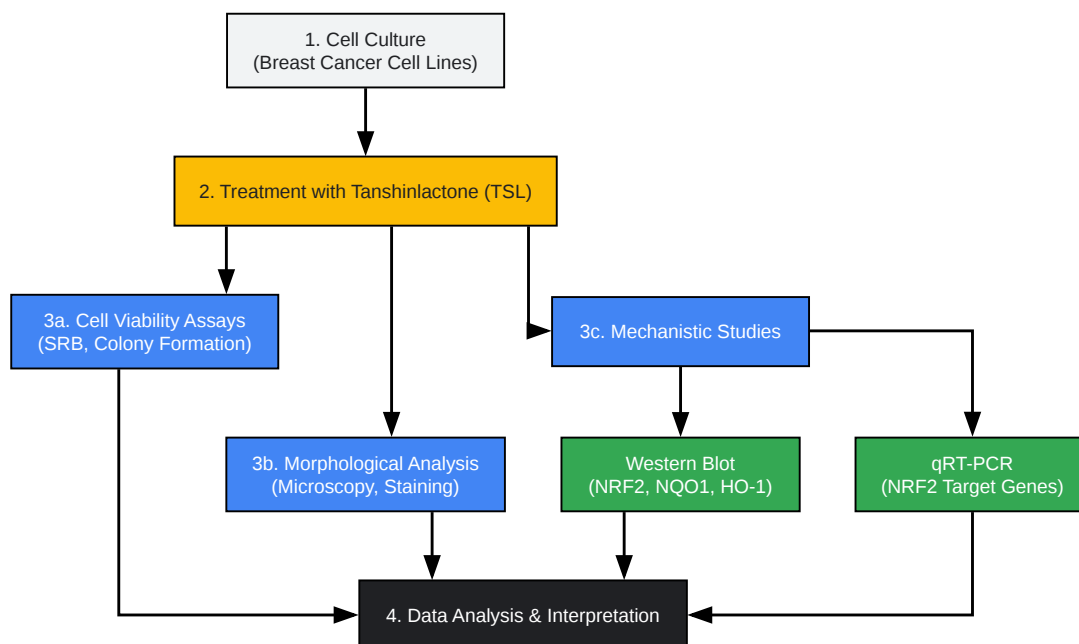 1. Cell Culture
(Breast Cancer Cell Lines)
2. Treatment with Tanshinlactone (TSL)
3a. Cell Viability Assays
(SRB, Colony Formation)
3c. Mechanistic Studies
3b. Morphological Analysis
(Microscopy, Staining)
Western Blot
(NRF2, NQO1, HO-1)
qRT-PCR
(NRF2 Target Genes)
4. Data Analysis & Interpretation